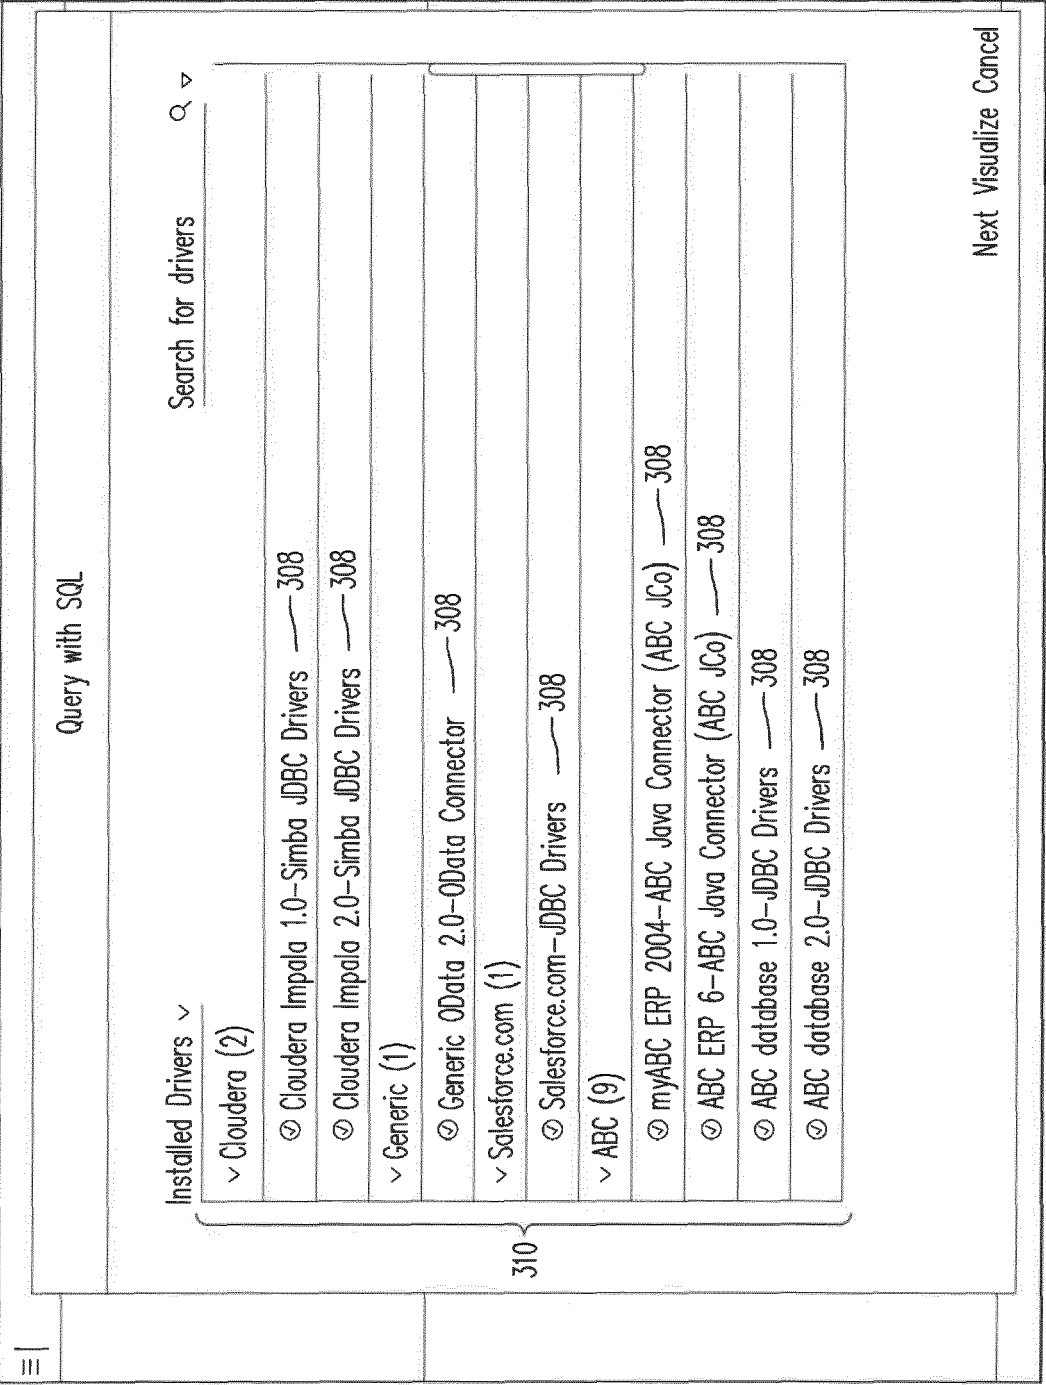 Query with SQL
Installed Drivers
Search for drivers
Cloudera (2)
Cloudera Impala 1.0-Simba JDBC Drivers 308
Cloudera Impala 2.0-Simba JDBC Drivers 308
Generic (1)
Generic OData 2.0-OData Connector 308
Salesforce.com (1)
Salesforce.com-JDBC Drivers 308
ABC (9)
myABC ERP 2004-ABC Java Connector (ABC JCo) 308
ABC ERP 6-ABC Java Connector (ABC JCo) 308
ABC database 1.0-JDBC Drivers 308
ABC database 2.0-JDBC Drivers 308
310
Next Visualize Cancel